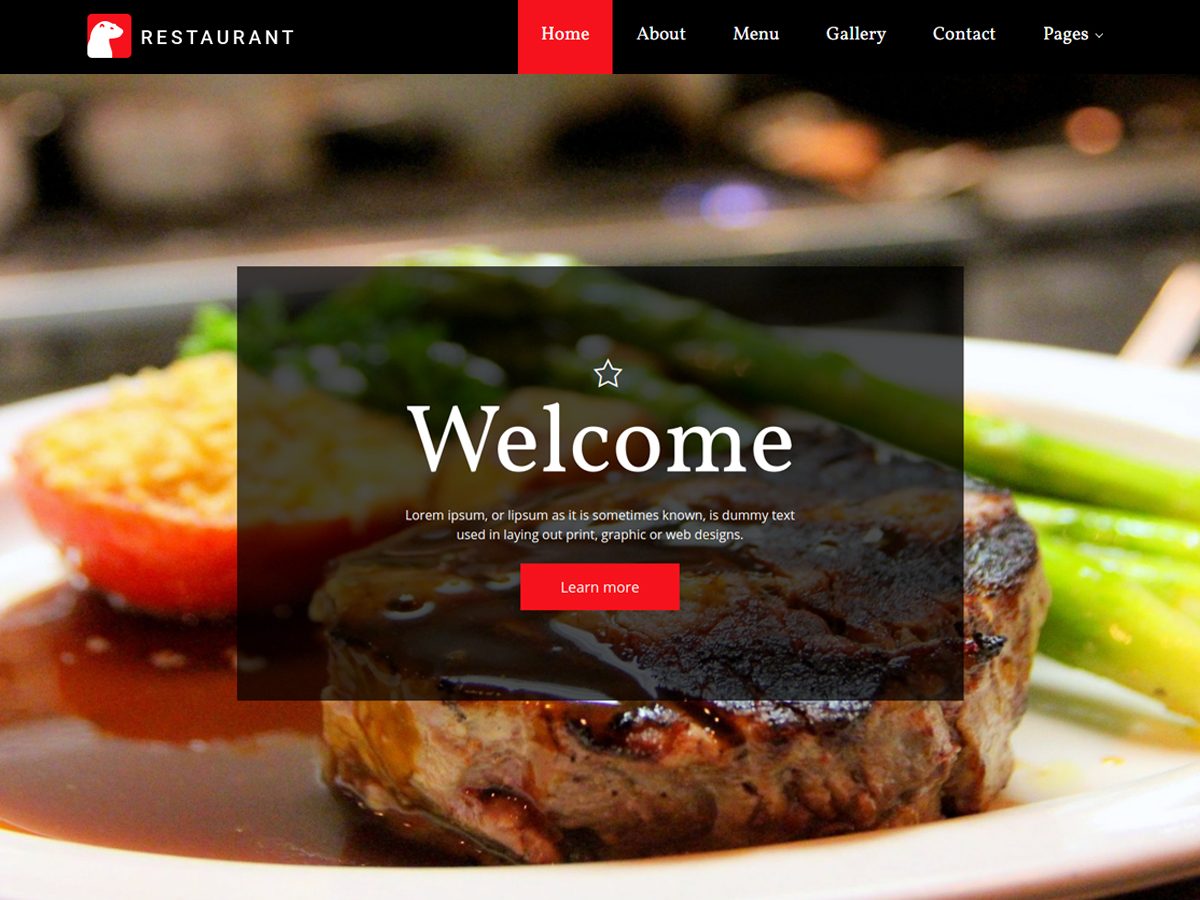 RESTAURANT
Home About Menu Gallery Contact Pages
Welcome
Lorem ipsum, or lipsum as it is sometimes known, is dummy text
used in laying out print, graphic or web designs.
Learn more